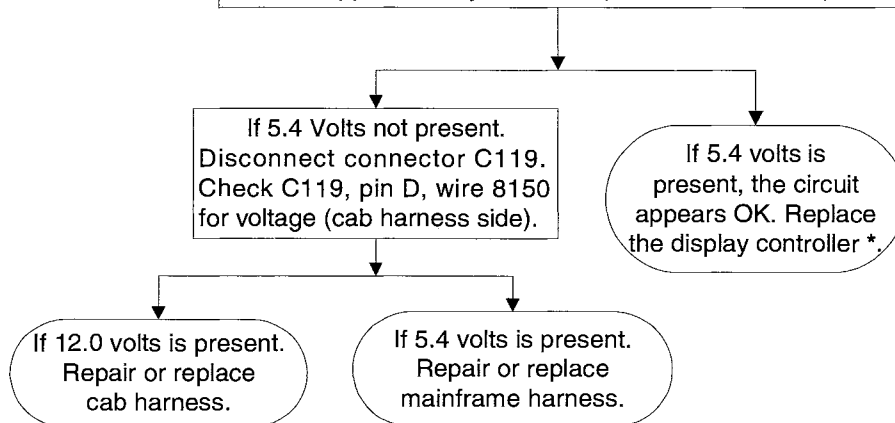 If 5.4 Volts not present.
Disconnect connector C119.
Check C119, pin D, wire 8150
for voltage (cab harness side).
If 5.4 volts is
present, the circuit
appears OK. Replace
the display controller *.
If 12.0 volts is present.
Repair or replace
cab harness.
If 5.4 volts is present.
Repair or replace
mainframe harness.